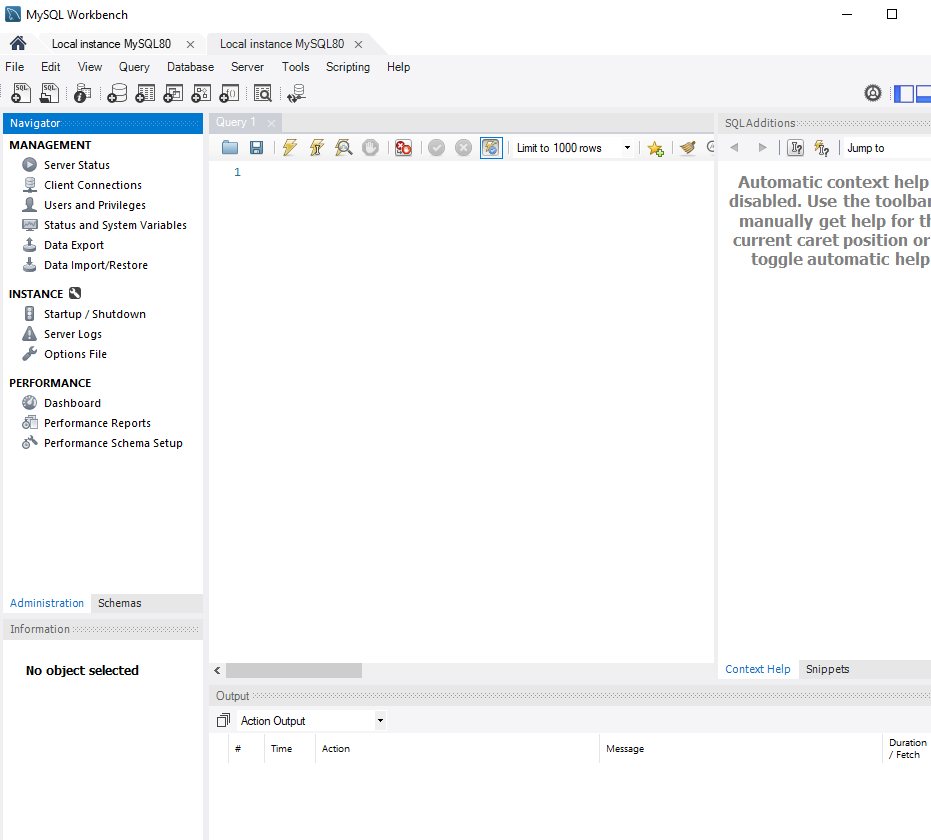 MySQL Workbench
Local instance MySQL80
Local instance MySQL80
File Edit View Query Database Server Tools Scripting Help
SQL SQL
Navigator
MANAGEMENT
Server Status
Client Connections
Users and Privileges
Status and System Variables
Data Export
Data Import/Restore
INSTANCE
Startup / Shutdown
Server Logs
Options File
PERFORMANCE
Dashboard
Performance Reports
Performance Schema Setup
Administration Schemas
Information
No object selected
Query 1
Limit to 1000 rows
1
Output
Action Output
# Time Action Message Duration
/ Fetch
SQLAdditions
Jump to
Automatic context help
disabled. Use the toolbar
manually get help for th
current caret position or
toggle automatic help
Context Help Snippets